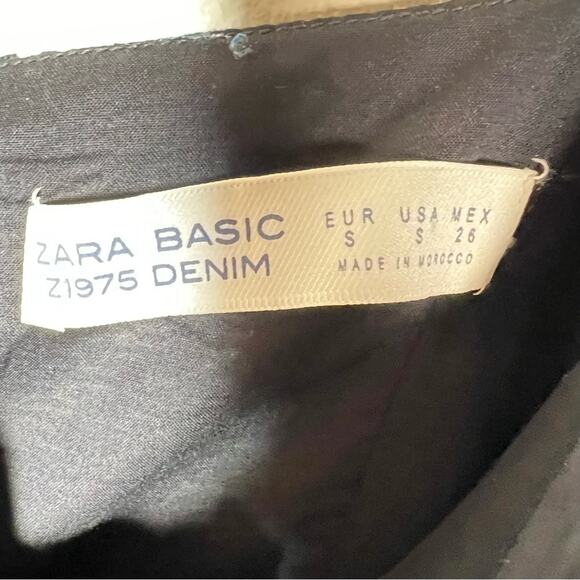 ZARA BASIC
Z1975 DENIM
EUR USA MEX
S S 26
MADE IN MOROCCO